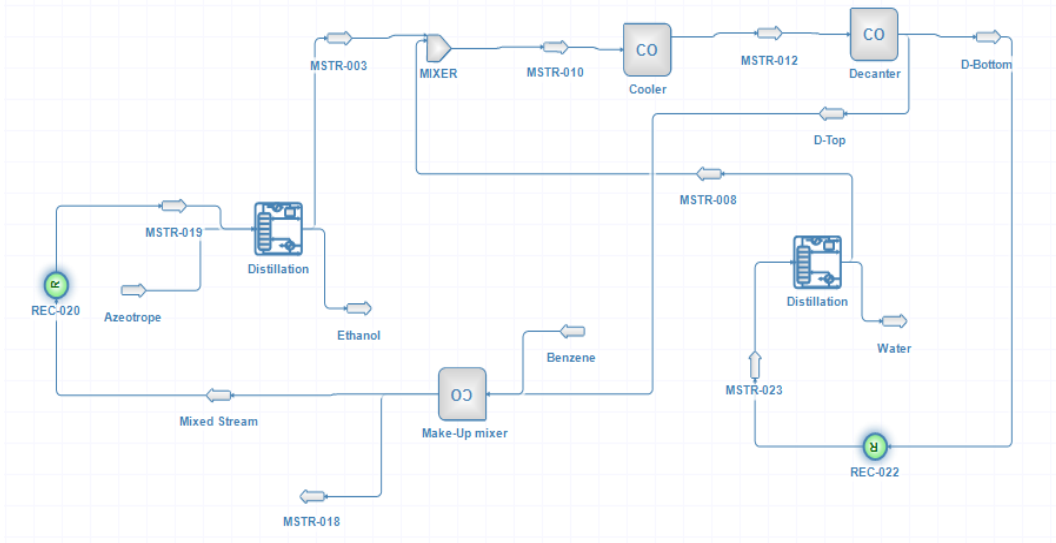 CO
CO
MSTR-003
MIXER
MSTR-010
Cooler
MSTR-012
Decanter
D-Bottom
D-Top
MSTR-008
MSTR-019
Distillation
R
REC-020
Azeotrope
Ethanol
Distillation
Benzene
Water
MSTR-023
CO
Mixed Stream
Make-Up mixer
R
REC-022
MSTR-018